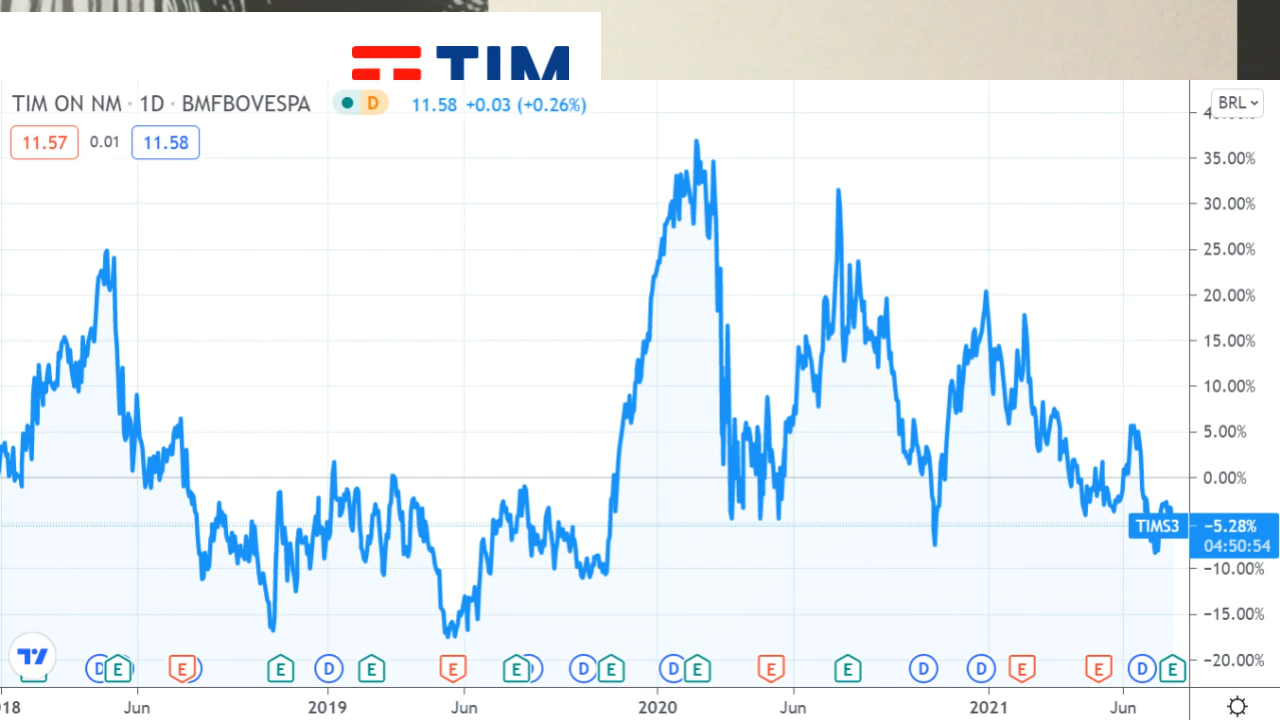 TIM
TIM ON NM · 1D · BMFBOVESPA D 11.58 +0.03 (+0.26%)
BRL
11.57 0.01 11.58
35.00%
30.00%
25.00%
20.00%
15.00%
10.00%
5.00%
0.00%
TIMS3 −5.28%
04:50:54
−10.00%
−15.00%
−20.00%
D E E E D E E E D D E D E E E D D E E D E
18 Jun 2019 Jun 2020 Jun 2021 Jun